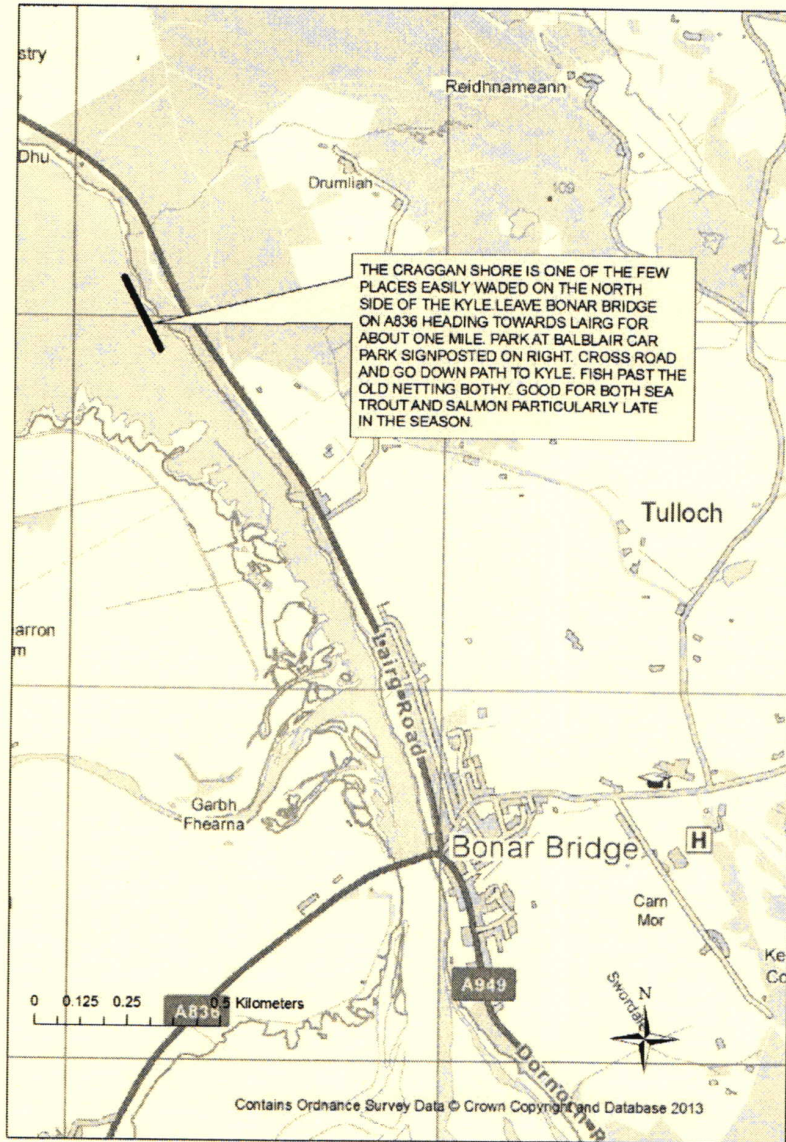 stry
Reidhnameann
Dhu
Drumliah
109
THE CRAGGAN SHORE IS ONE OF THE FEW
PLACES EASILY WADED ON THE NORTH
SIDE OF THE KYLE.LEAVE BONAR BRIDGE
ON A836 HEADING TOWARDS LAIRG FOR
ABOUT ONE MILE. PARK AT BALBLAIR CAR
PARK SIGNPOSTED ON RIGHT. CROSS ROAD
AND GO DOWN PATH TO KYLE. FISH PAST THE
OLD NETTING BOTHY. GOOD FOR BOTH SEA
TROUT AND SALMON PARTICULARLY LATE
IN THE SEASON.
Tulloch
arron
m
Lairg Road
Garbh
Fhearna
Bonar Bridge
H
Carn
Mor
Ke
Co
A949
Swordale
N
0 0.125 0.25 0.5 Kilometers
A836
Dornoch R
Contains Ordnance Survey Data © Crown Copyright and Database 2013